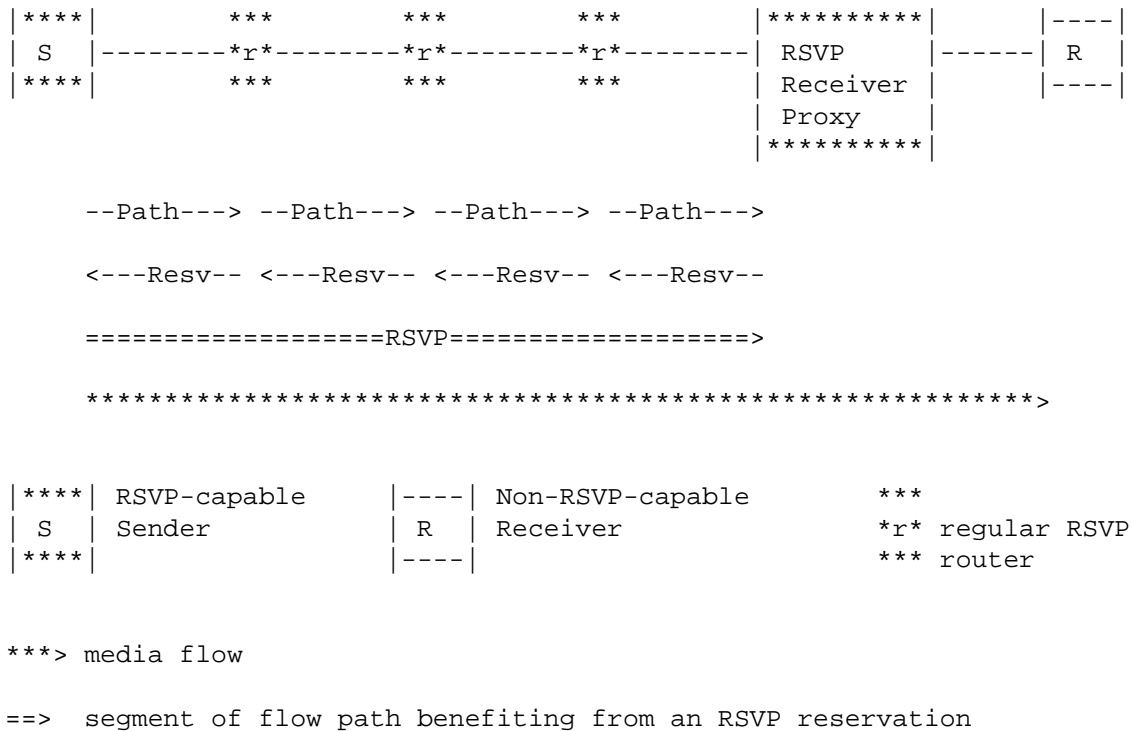 |****|         ***          ***          ***        |**********|       |----|
| S  |--------*r*--------*r*--------*r*--------| RSVP      |------| R  |
|****|         ***          ***          ***        | Receiver |       |----|
| Proxy    |
|**********|
--Path---> --Path---> --Path---> --Path--->
<---Resv-- <---Resv-- <---Resv-- <---Resv--
===================RSVP===================>
************************************************************>
|****| RSVP-capable     |----| Non-RSVP-capable        ***
| S  | Sender           | R  | Receiver                *r* regular RSVP
|****|                  |----|                         *** router
***> media flow
==> segment of flow path benefiting from an RSVP reservation